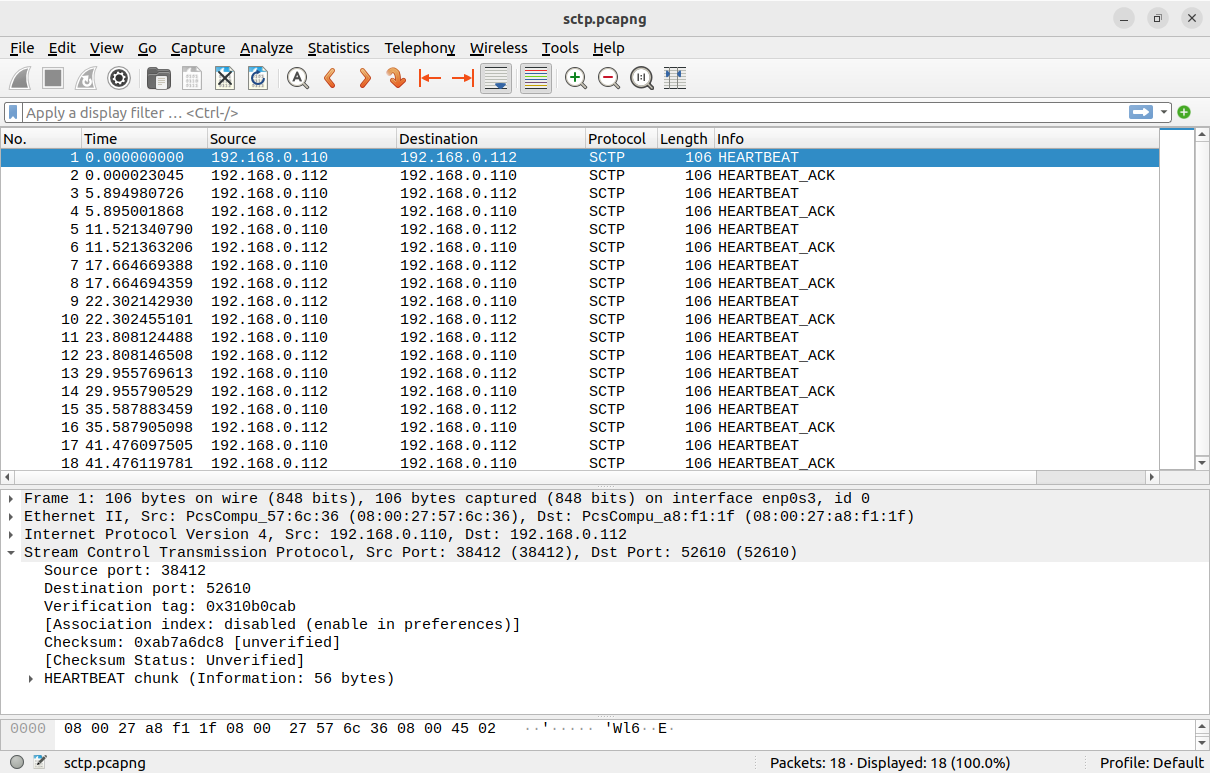 sctp.pcapng
File Edit View Go Capture Analyze Statistics Telephony Wireless Tools Help
Apply a display filter … <Ctrl-/>
No. Time Source Destination Protocol Length Info
1 0.000000000 192.168.0.110 192.168.0.112 SCTP 106 HEARTBEAT
2 0.000023045 192.168.0.112 192.168.0.110 SCTP 106 HEARTBEAT_ACK
3 5.894980726 192.168.0.110 192.168.0.112 SCTP 106 HEARTBEAT
4 5.895001868 192.168.0.112 192.168.0.110 SCTP 106 HEARTBEAT_ACK
5 11.521340790 192.168.0.110 192.168.0.112 SCTP 106 HEARTBEAT
6 11.521363206 192.168.0.112 192.168.0.110 SCTP 106 HEARTBEAT_ACK
7 17.664669388 192.168.0.110 192.168.0.112 SCTP 106 HEARTBEAT
8 17.664694359 192.168.0.112 192.168.0.110 SCTP 106 HEARTBEAT_ACK
9 22.302142930 192.168.0.112 192.168.0.110 SCTP 106 HEARTBEAT
10 22.302455101 192.168.0.110 192.168.0.112 SCTP 106 HEARTBEAT_ACK
11 23.808124488 192.168.0.110 192.168.0.112 SCTP 106 HEARTBEAT
12 23.808146508 192.168.0.112 192.168.0.110 SCTP 106 HEARTBEAT_ACK
13 29.955769613 192.168.0.110 192.168.0.112 SCTP 106 HEARTBEAT
14 29.955790529 192.168.0.112 192.168.0.110 SCTP 106 HEARTBEAT_ACK
15 35.587883459 192.168.0.110 192.168.0.112 SCTP 106 HEARTBEAT
16 35.587905098 192.168.0.112 192.168.0.110 SCTP 106 HEARTBEAT_ACK
17 41.476097505 192.168.0.110 192.168.0.112 SCTP 106 HEARTBEAT
18 41.476119781 192.168.0.112 192.168.0.110 SCTP 106 HEARTBEAT_ACK
Frame 1: 106 bytes on wire (848 bits), 106 bytes captured (848 bits) on interface enp0s3, id 0
Ethernet II, Src: PcsCompu_57:6c:36 (08:00:27:57:6c:36), Dst: PcsCompu_a8:f1:1f (08:00:27:a8:f1:1f)
Internet Protocol Version 4, Src: 192.168.0.110, Dst: 192.168.0.112
Stream Control Transmission Protocol, Src Port: 38412 (38412), Dst Port: 52610 (52610)
Source port: 38412
Destination port: 52610
Verification tag: 0x310b0cab
[Association index: disabled (enable in preferences)]
Checksum: 0xab7a6dc8 [unverified]
[Checksum Status: Unverified]
HEARTBEAT chunk (Information: 56 bytes)
0000 08 00 27 a8 f1 1f 08 00 27 57 6c 36 08 00 45 02 ··'····· 'Wl6··E·
sctp.pcapng Packets: 18 · Displayed: 18 (100.0%) Profile: Default